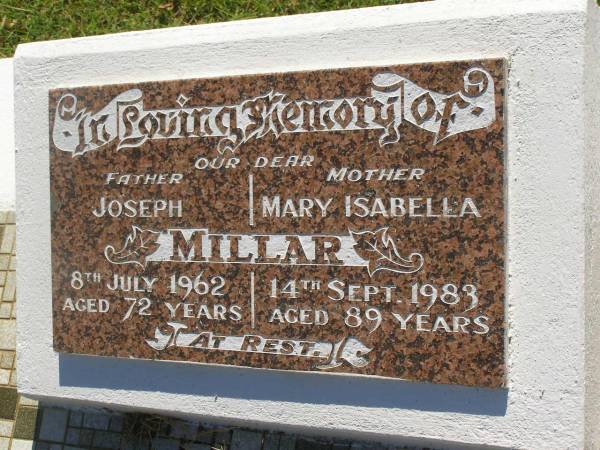 In Loving Memory Of
OUR DEAR
FATHER MOTHER
JOSEPH MARY ISABELLA
MILLAR
8TH JULY 1962 14TH SEPT. 1983
AGED 72 YEARS AGED 89 YEARS
AT REST.